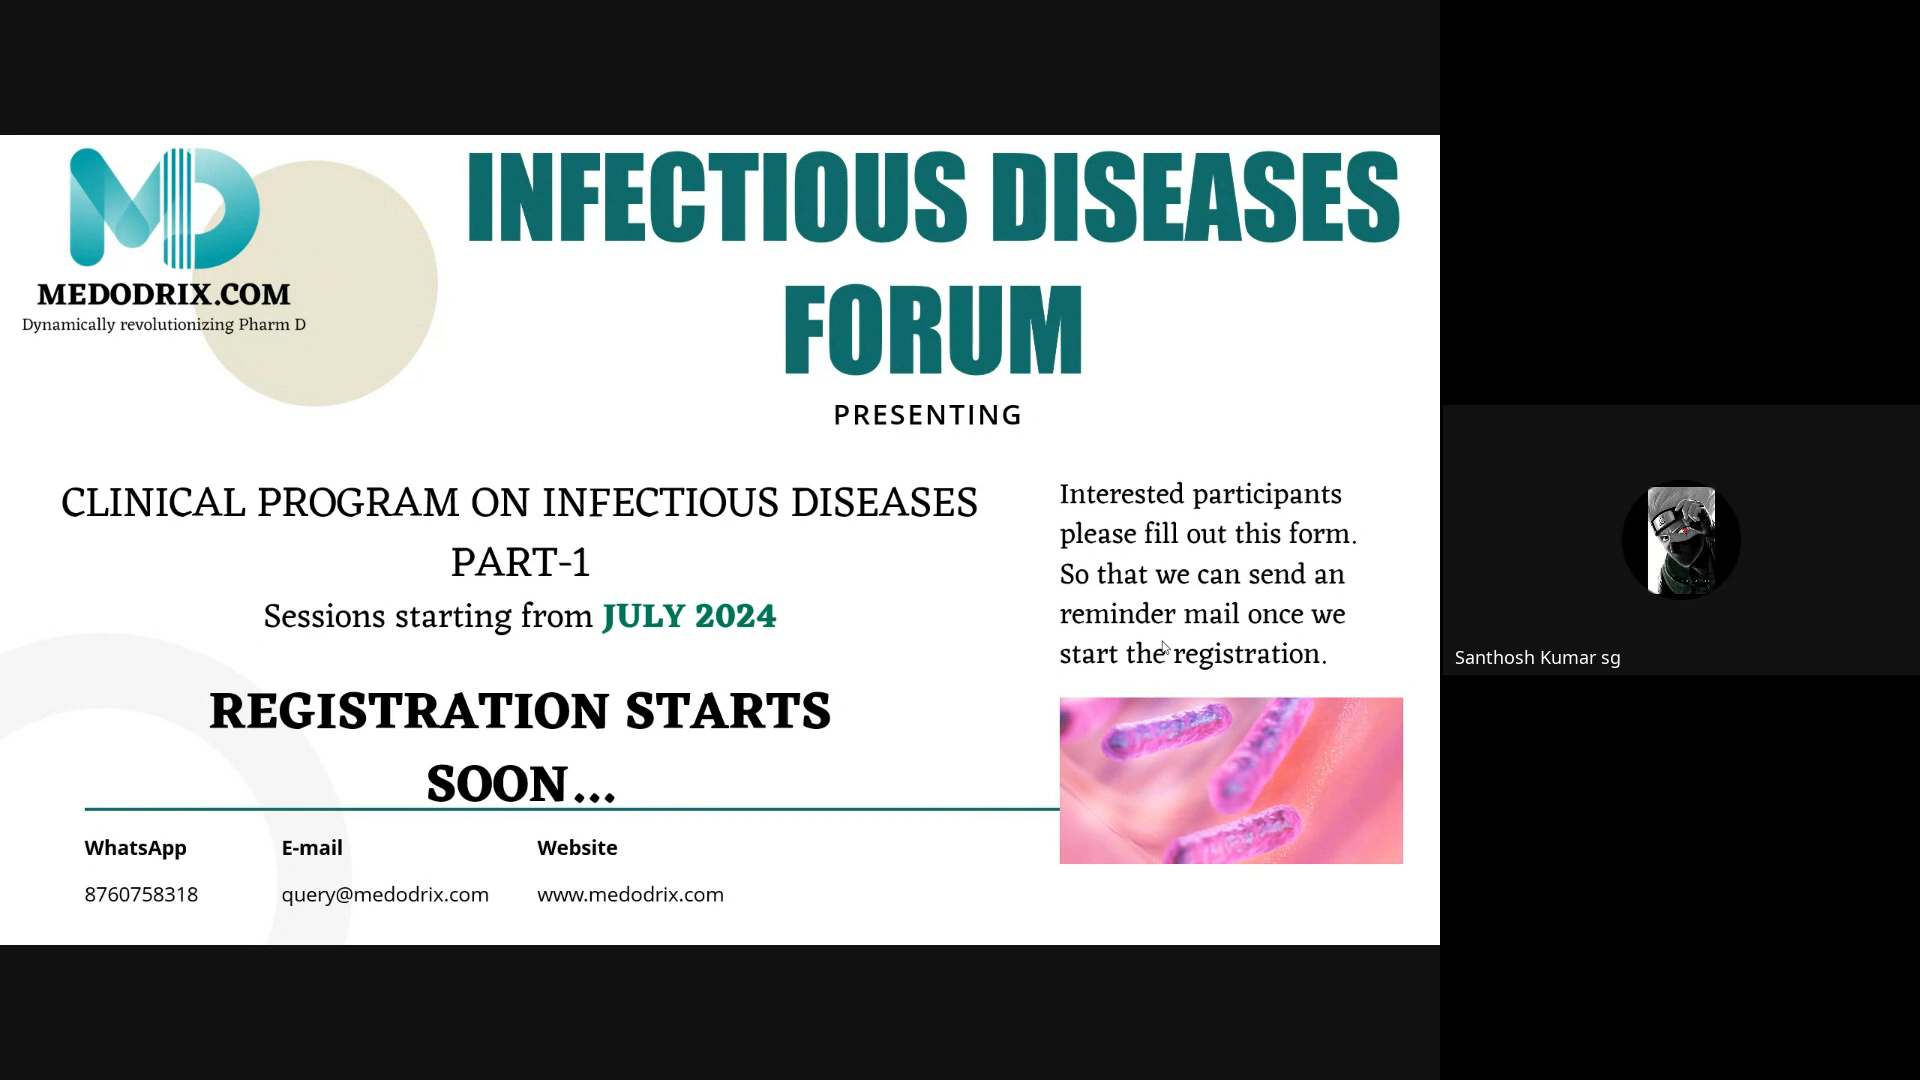 MD
MEDODRIX.COM
Dynamically revolutionizing Pharm D
INFECTIOUS DISEASES
FORUM
PRESENTING
CLINICAL PROGRAM ON INFECTIOUS DISEASES
PART-1
Sessions starting from JULY 2024
REGISTRATION STARTS
SOON...
Interested participants
please fill out this form.
So that we can send an
reminder mail once we
start the registration.
WhatsApp
8760758318
E-mail
query@medodrix.com
Website
www.medodrix.com
Santhosh Kumar sg